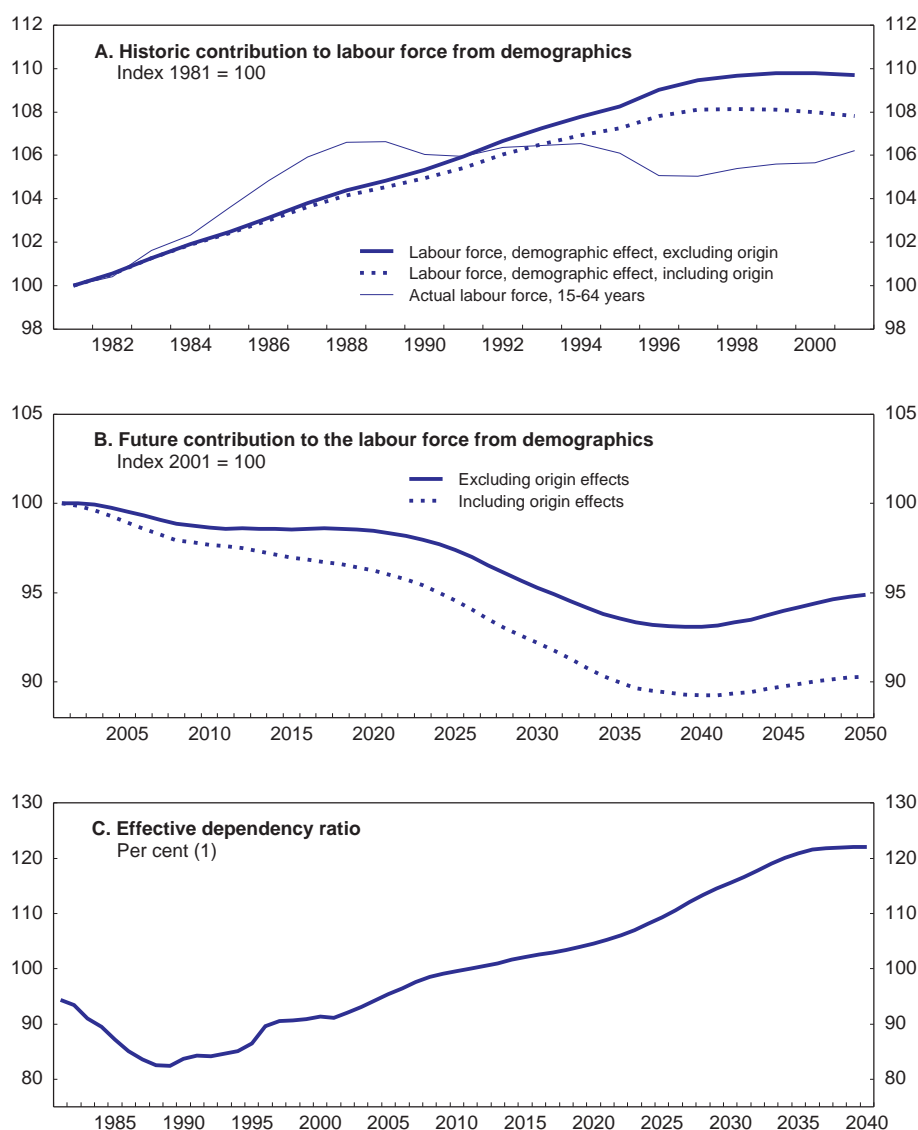 112 112
A. Historic contribution to labour force from demographics
Index 1981 = 100
110 110
108 108
106 106
104 104
102 102
Labour force, demographic effect, excluding origin
100 Labour force, demographic effect, including origin 100
Actual labour force, 15-64 years
98 98
1982 1984 1986 1988 1990 1992 1994 1996 1998 2000
105 105
B. Future contribution to the labour force from demographics
Index 2001 = 100
Excluding origin effects
100 Including origin effects 100
95 95
90 90
2005 2010 2015 2020 2025 2030 2035 2040 2045 2050
130 130
C. Effective dependency ratio
Per cent (1)
120 120
110 110
100 100
90 90
80 80
1985 1990 1995 2000 2005 2010 2015 2020 2025 2030 2035 2040